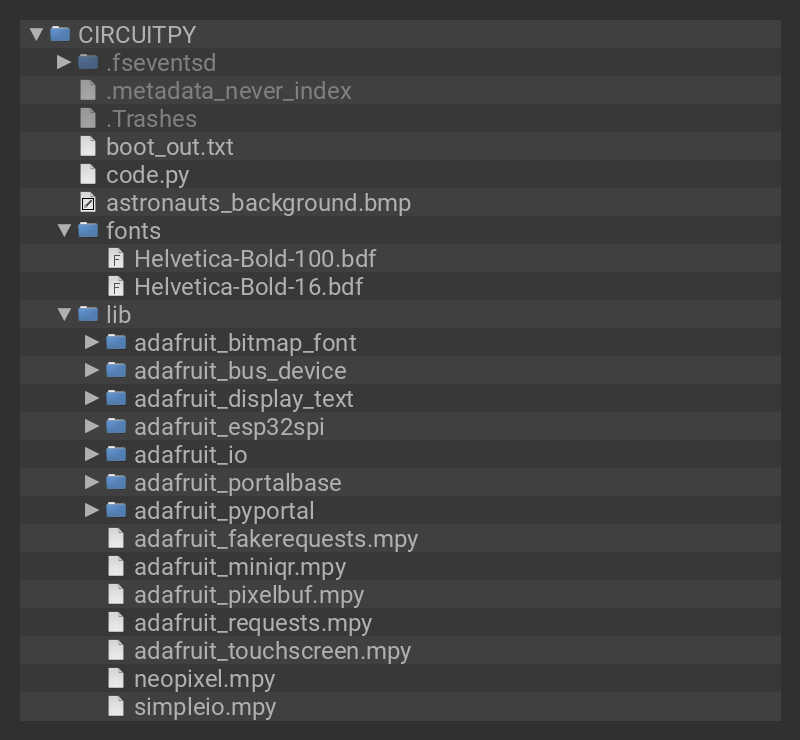 CIRCUITPY
.fseventsd
.metadata_never_index
.Trashes
boot_out.txt
code.py
astronauts_background.bmp
fonts
Helvetica-Bold-100.bdf
Helvetica-Bold-16.bdf
lib
adafruit_bitmap_font
adafruit_bus_device
adafruit_display_text
adafruit_esp32spi
adafruit_io
adafruit_portalbase
adafruit_pyportal
adafruit_fakerequests.mpy
adafruit_miniqr.mpy
adafruit_pixelbuf.mpy
adafruit_requests.mpy
adafruit_touchscreen.mpy
neopixel.mpy
simpleio.mpy